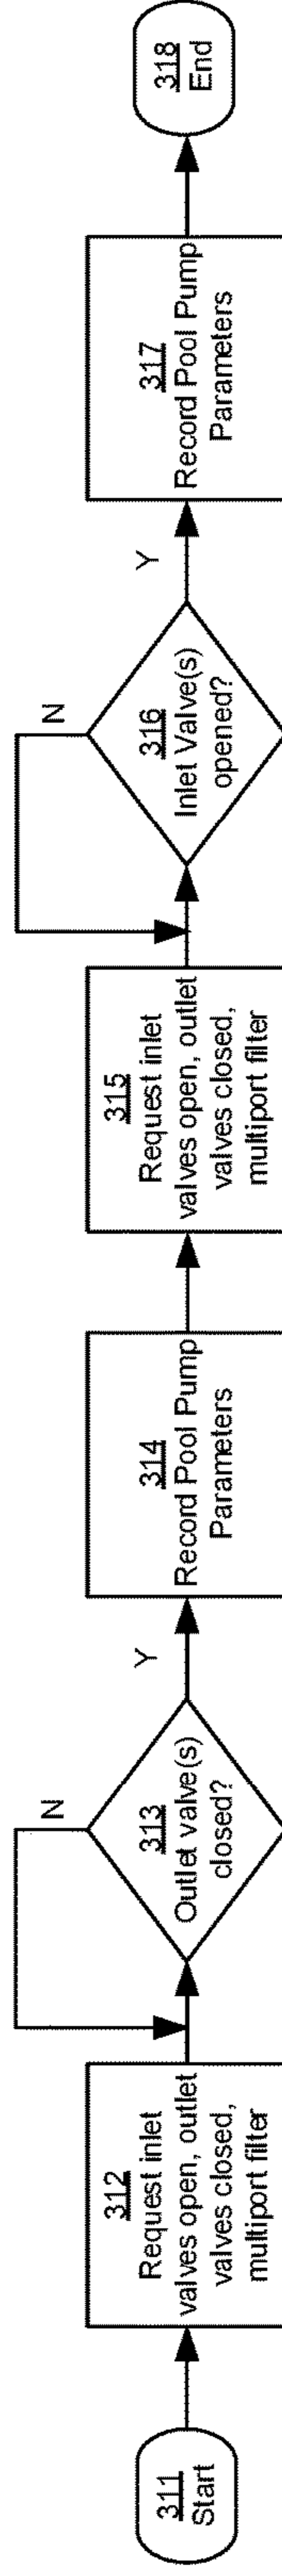 311
Start
312
Request inlet
valves open, outlet
valves closed,
multiport filter
N
313
Outlet valve(s)
closed?
Y
314
Record Pool Pump
Parameters
315
Request inlet
valves open, outlet
valves closed,
multiport filter
N
316
Inlet Valve(s)
opened?
Y
317
Record Pool Pump
Parameters
318
End